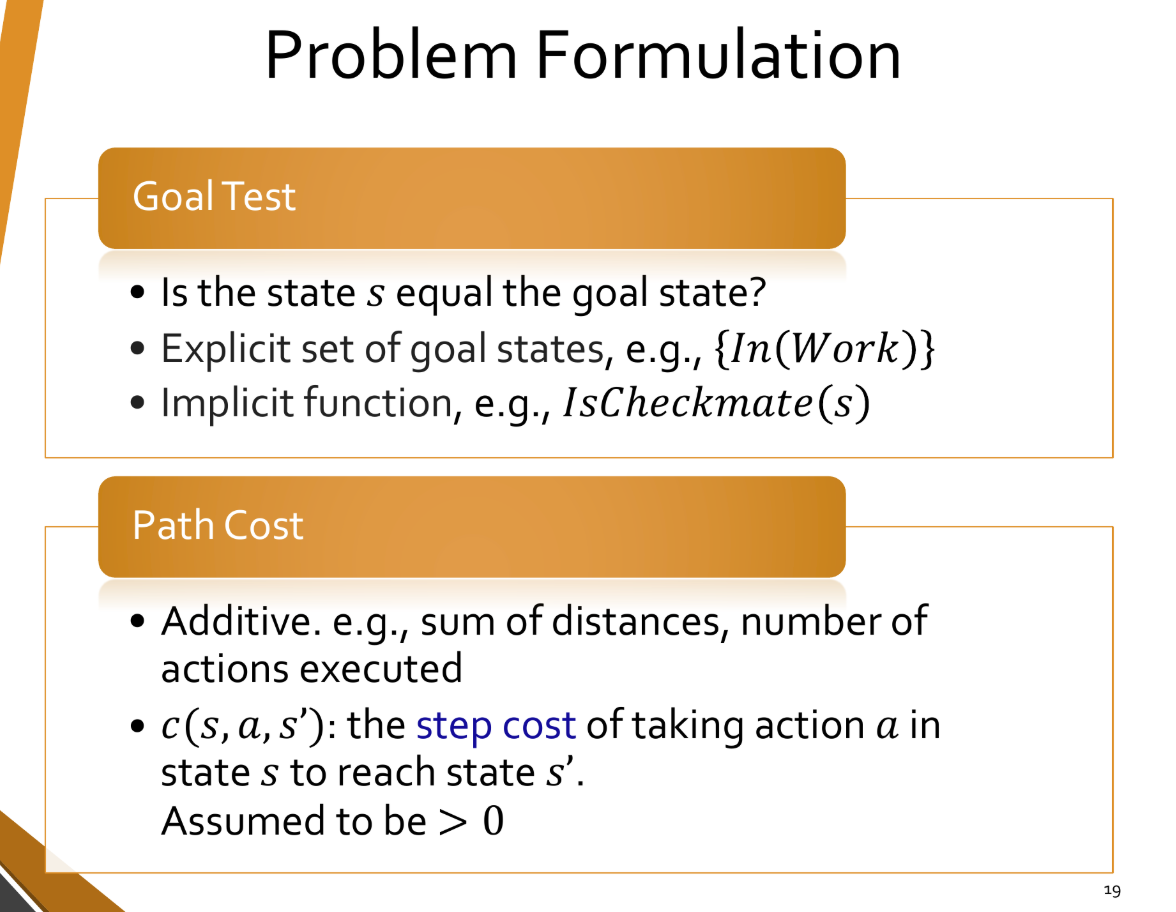 Problem Formulation
Goal Test
• Is the state 𝑠 equal the goal state?
• Explicit set of goal states, e.g., {𝐼𝑛(𝑊𝑜𝑟𝑘)}
• Implicit function, e.g., 𝐼𝑠𝐶ℎ𝑒𝑐𝑘𝑚𝑎𝑡𝑒(𝑠)
Path Cost
• Additive. e.g., sum of distances, number of
actions executed
• 𝑐(𝑠, 𝑎, 𝑠’): the step cost of taking action 𝑎 in
state 𝑠 to reach state 𝑠’.
Assumed to be > 0
19